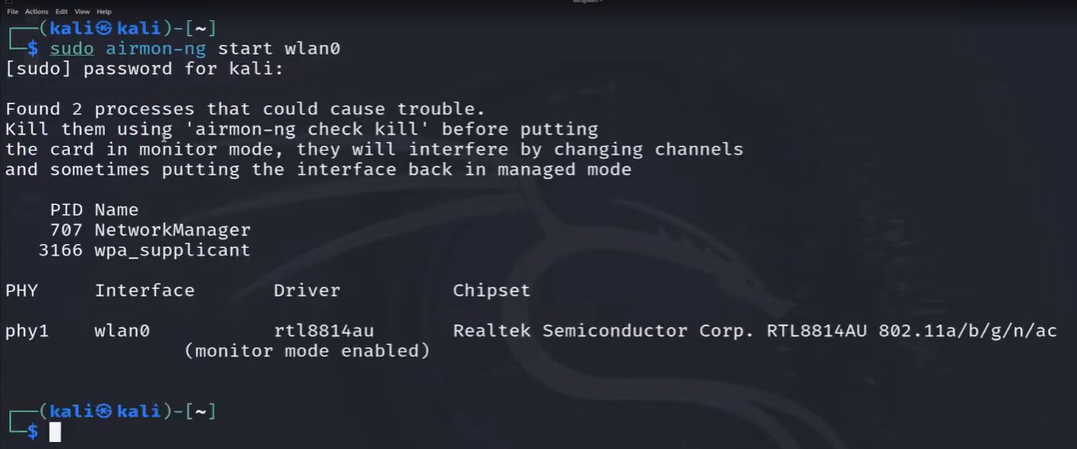 File Actions Edit View Help
(kali㉿kali)-[~]
$ sudo airmon-ng start wlan0
[sudo] password for kali:
Found 2 processes that could cause trouble.
Kill them using 'airmon-ng check kill' before putting
the card in monitor mode, they will interfere by changing channels
and sometimes putting the interface back in managed mode
PID Name
707 NetworkManager
3166 wpa_supplicant
PHY Interface Driver Chipset
phy1 wlan0 rtl8814au Realtek Semiconductor Corp. RTL8814AU 802.11a/b/g/n/ac
(monitor mode enabled)
(kali㉿kali)-[~]
$